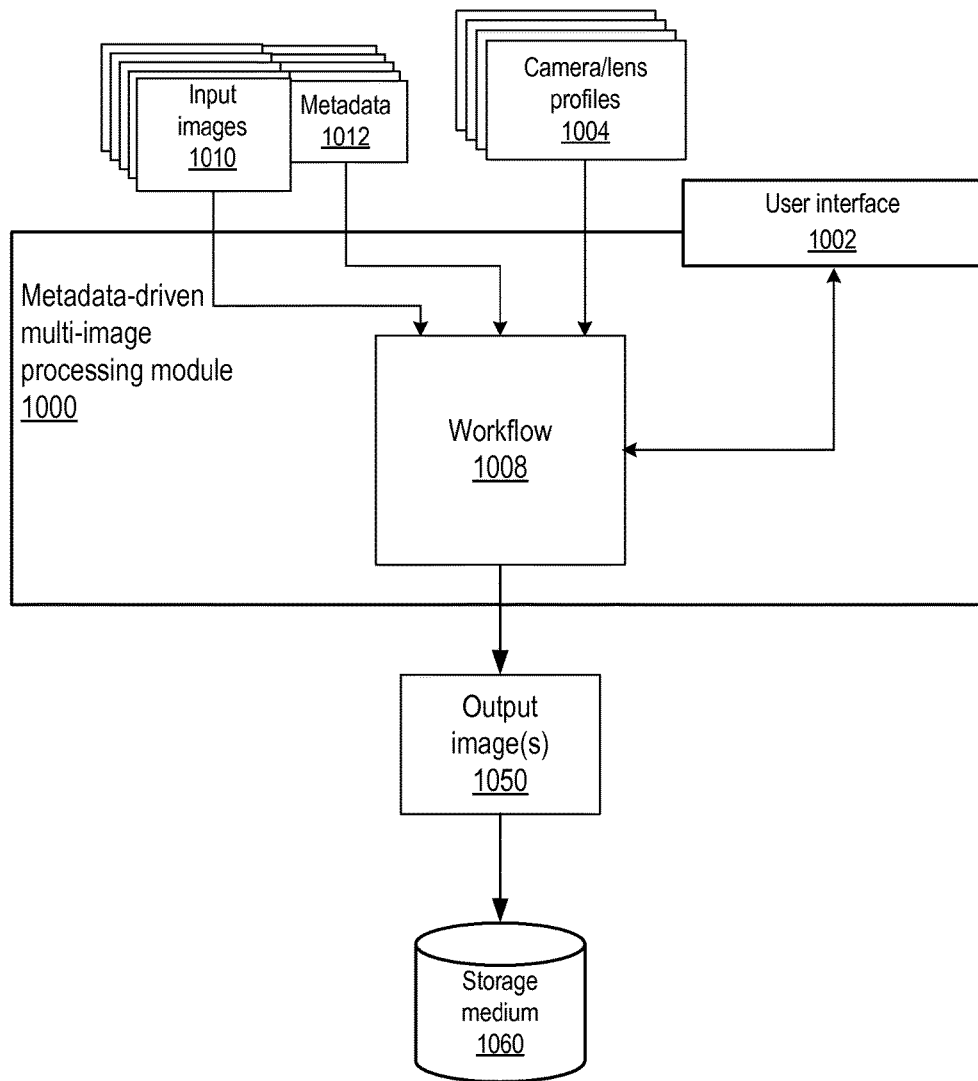 Input
images
1010
Metadata
1012
Camera/lens
profiles
1004
User interface
1002
Metadata-driven
multi-image
processing module
1000
Workflow
1008
Output
image(s)
1050
Storage
medium
1060